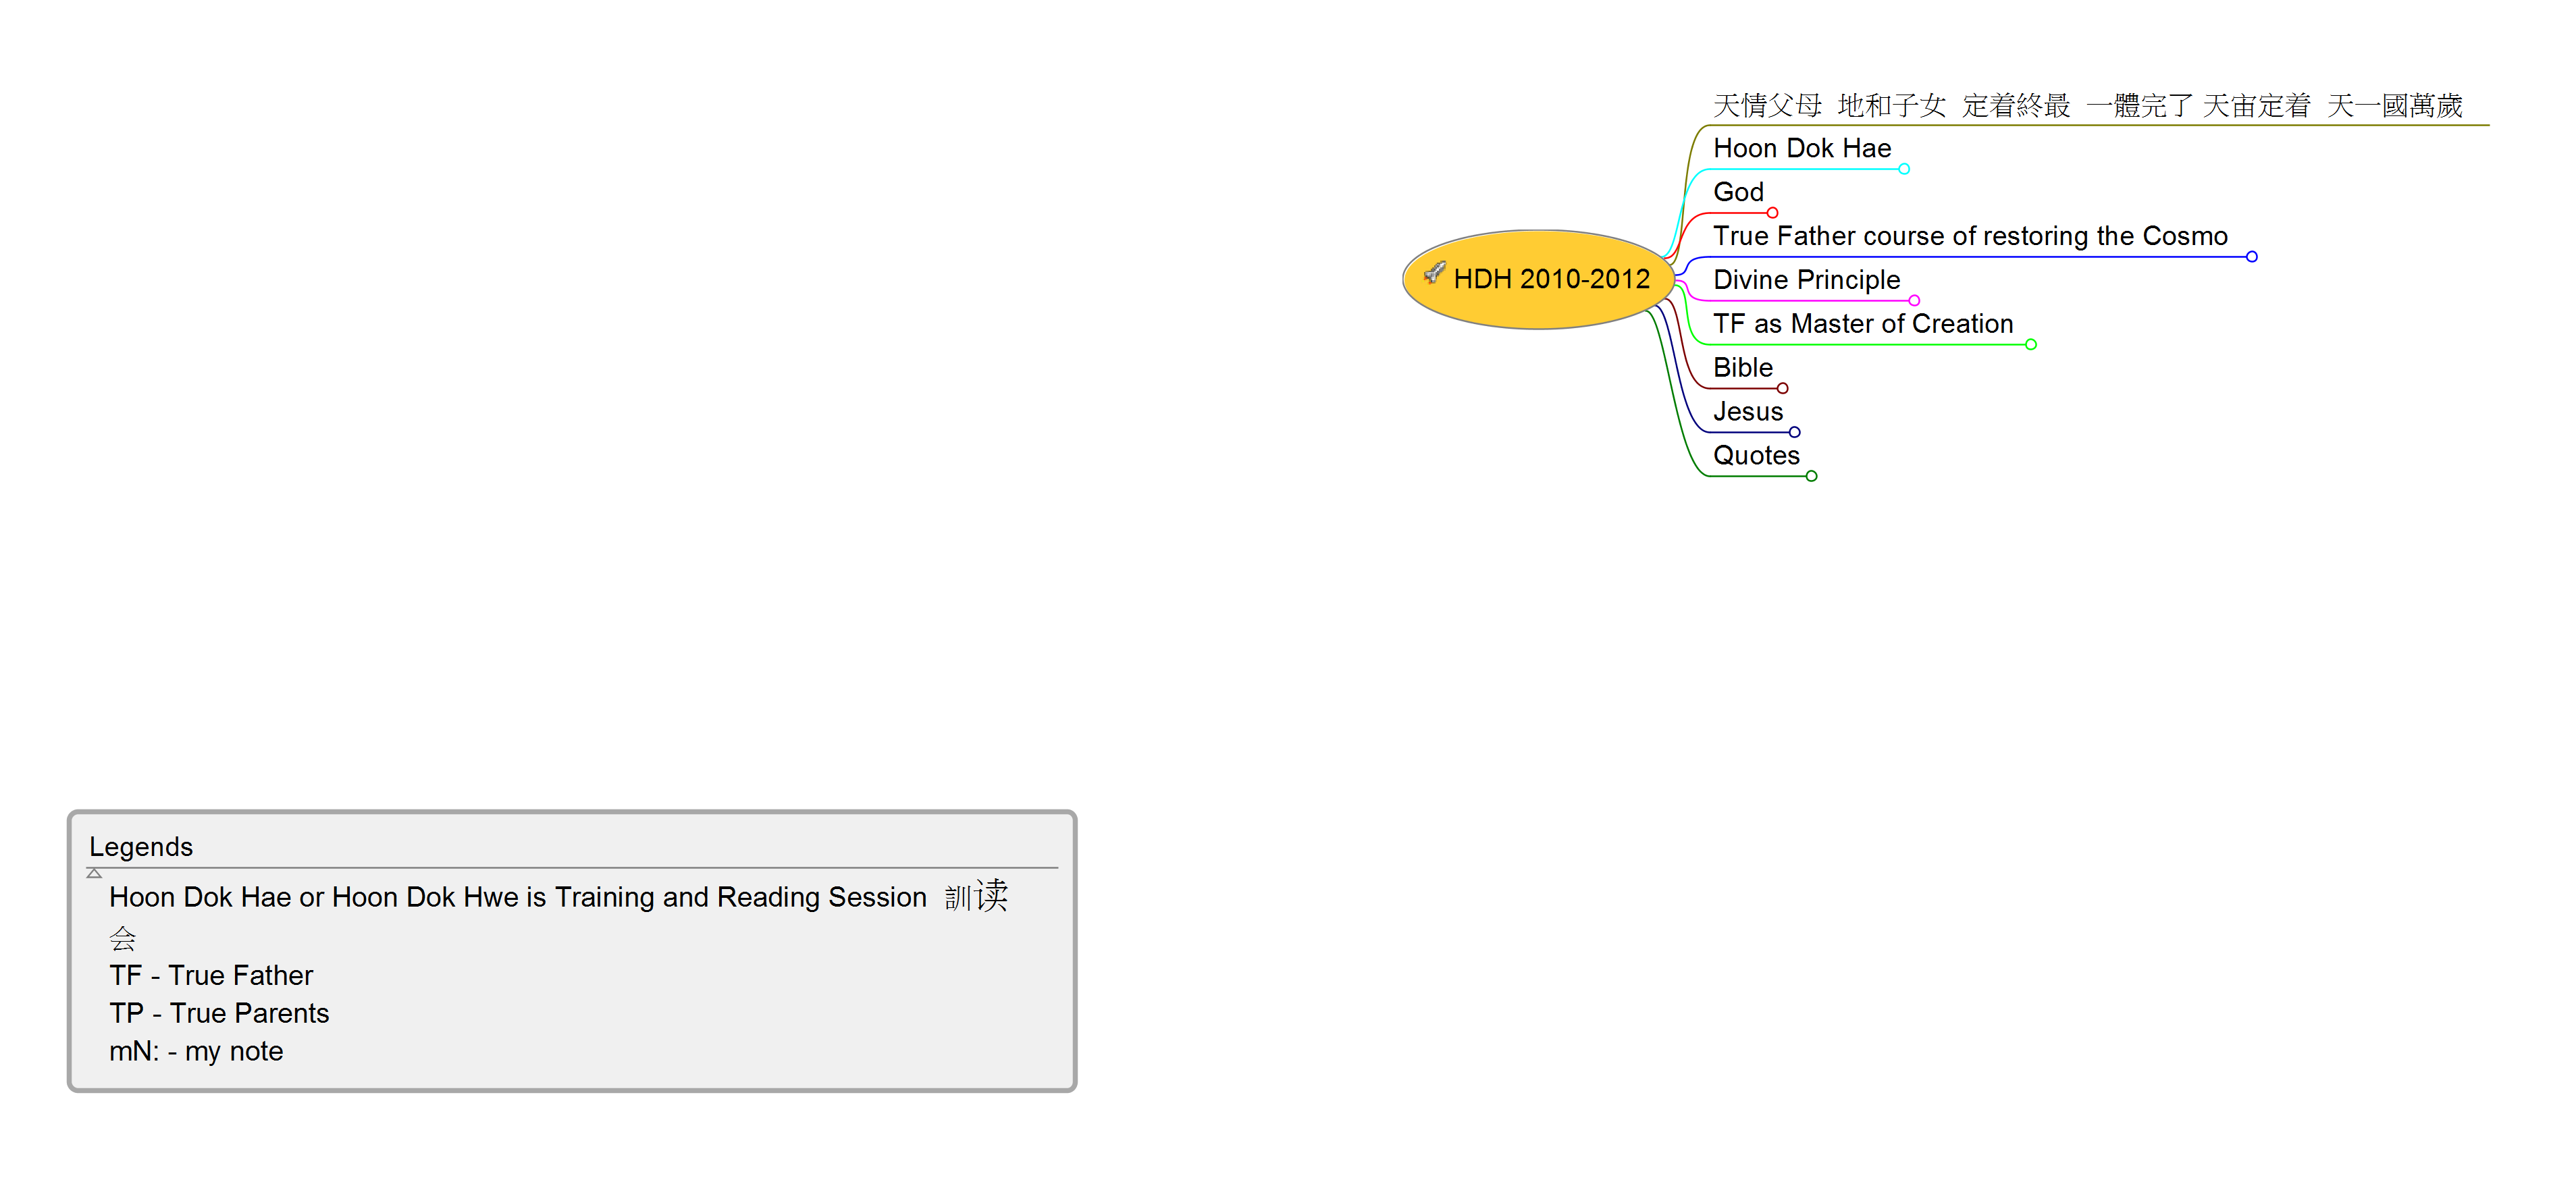 天情父母 地和子女 定着終最 一體完了 天宙定着 天一國萬歲
Hoon Dok Hae
God
True Father course of restoring the Cosmo
HDH 2010-2012
Divine Principle
TF as Master of Creation
Bible
Jesus
Quotes
Legends
Hoon Dok Hae or Hoon Dok Hwe is Training and Reading Session 訓读
会
TF - True Father
TP - True Parents
mN: - my note